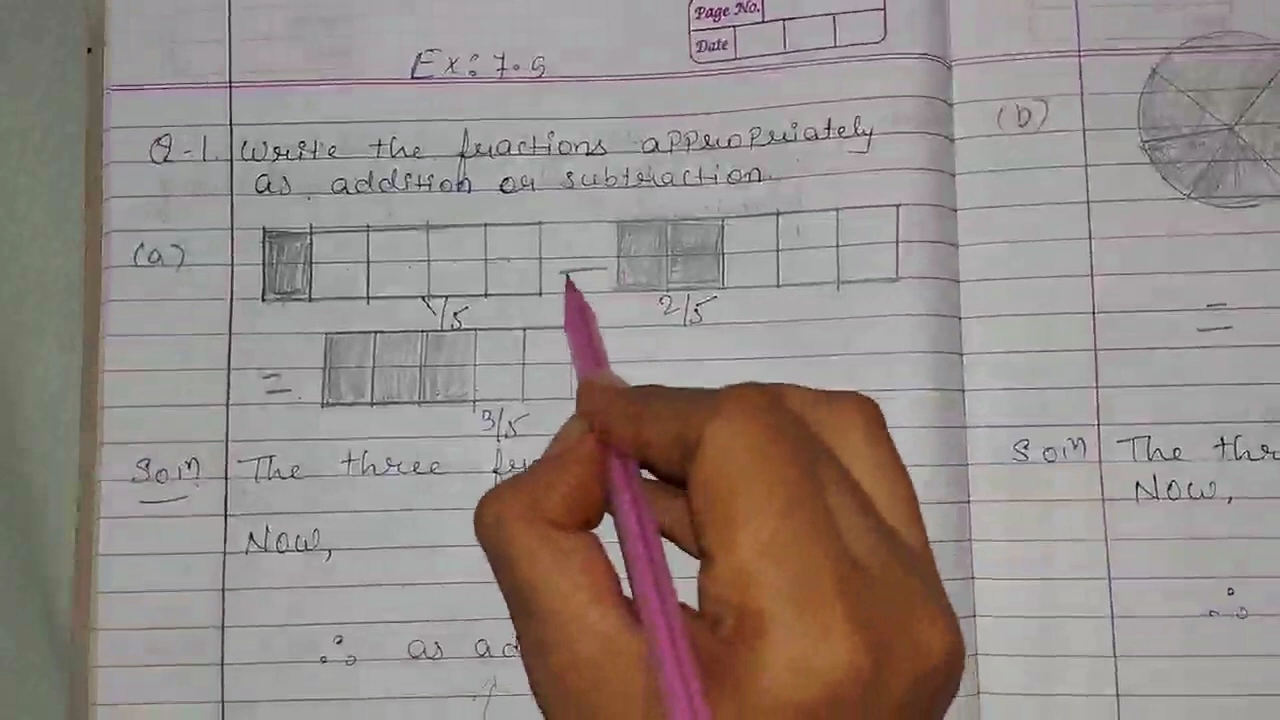 Page No.
Date
Ex: 7.5
Q-1. Write the fractions appropriately
as addition or subtraction.
(a)
1/5 2/5
=
3/5
Soln The three
Now,
∴ as ad
(b)
=
Soln The thr
Now,
∴